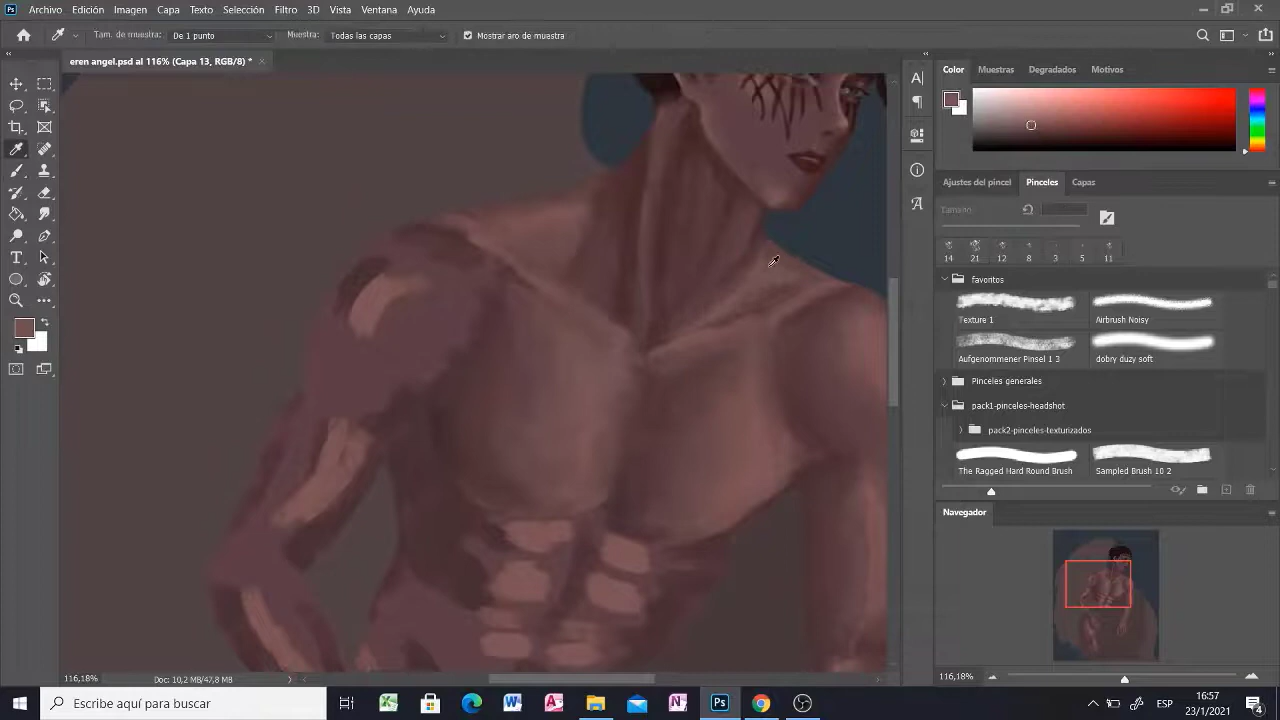 Archivo Edición Imagen Capa Texto Selección Filtro 3D Vista Ventana Ayuda
Tam. de muestra: De 1 punto Muestra: Todas las capas Mostrar aro de muestra
eren angel.psd al 116% (Capa 13, RGB/8) *
Color Muestras Degradados Motivos
Ajustes del pincel Pinceles Capas
Tamaño
14 21 12 8 3 5 11
favoritos
Texture 1 Airbrush Noisy
Aufgenommener Pinsel 1 3 dobry duzy soft
Pinceles generales
pack1-pinceles-headshot
pack2-pinceles-texturizados
The Ragged Hard Round Brush Sampled Brush 10 2
Navegador
116,18%
116,18% Doc: 10,2 MB/47,8 MB
Escribe aquí para buscar
ESP
16:57
23/1/2021
4